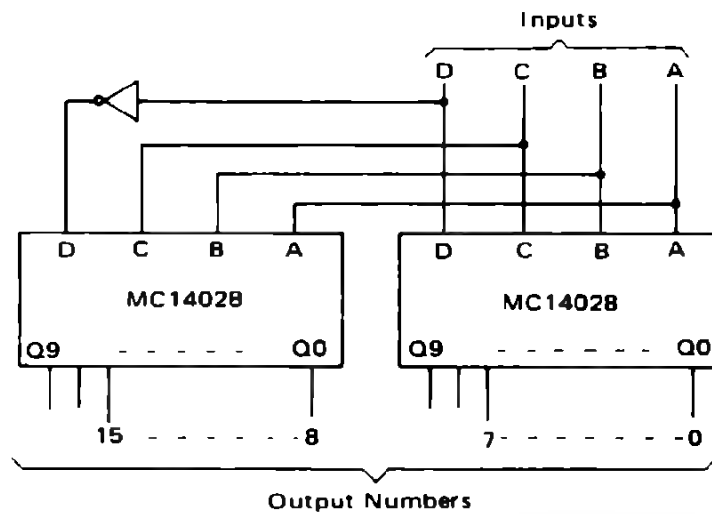 Inputs
D C B A
D C B A D C B A
MC14028 MC14028
Q9 Q0 Q9 Q0
15 8 7 0
Output Numbers